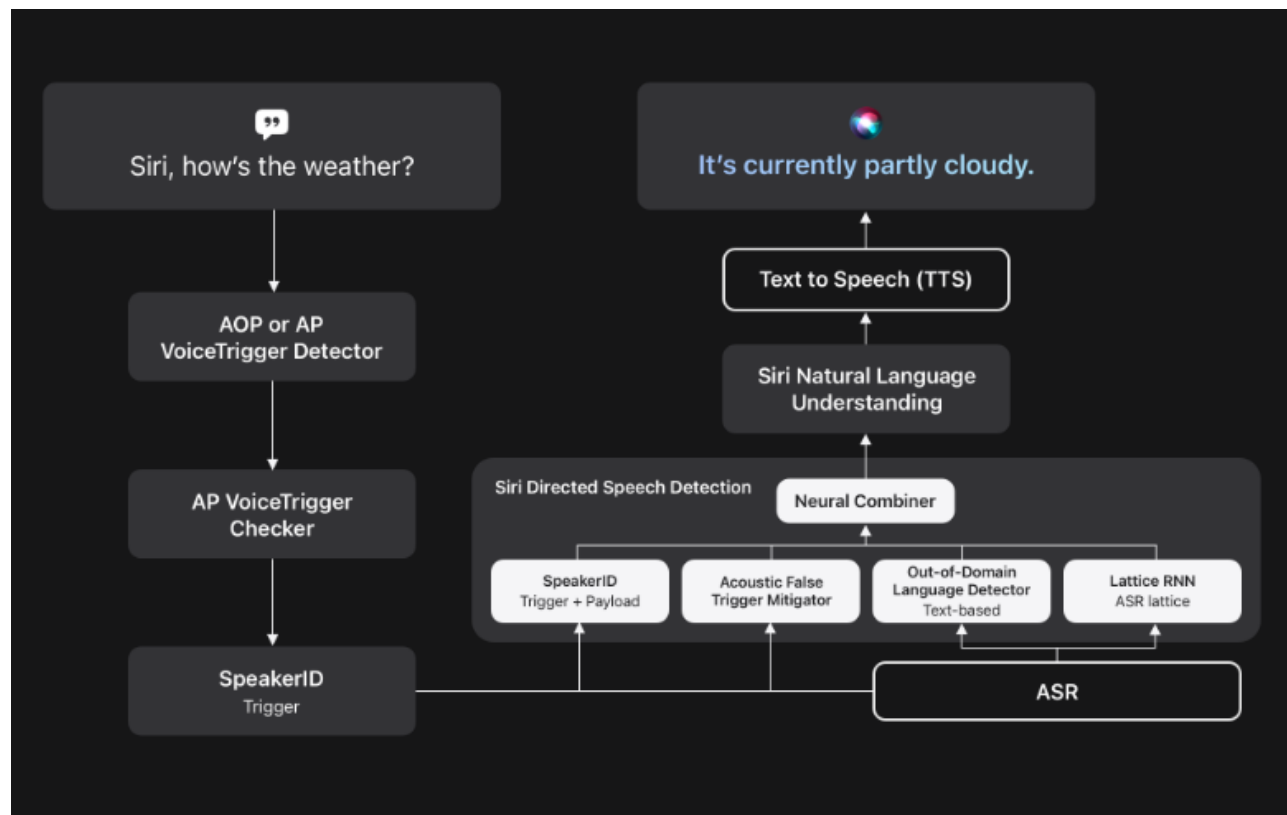 Siri, how's the weather?
AOP or AP
VoiceTrigger Detector
AP VoiceTrigger
Checker
SpeakerID
Trigger
It's currently partly cloudy.
Text to Speech (TTS)
Siri Natural Language
Understanding
Siri Directed Speech Detection
Neural Combiner
SpeakerID
Trigger + Payload
Acoustic False
Trigger Mitigator
Out-of-Domain
Language Detector
Text-based
Lattice RNN
ASR lattice
ASR